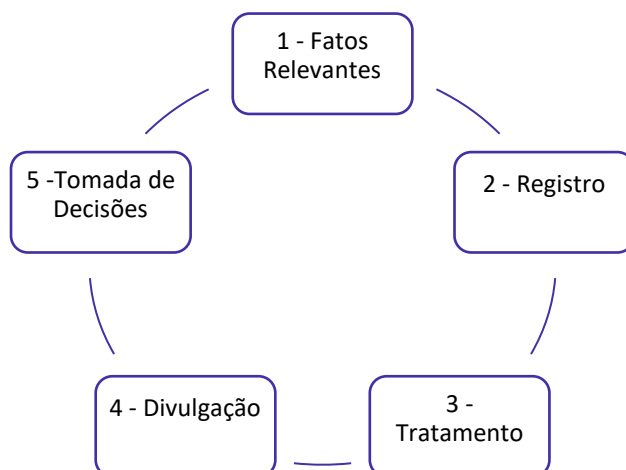 1 - Fatos
Relevantes
2 - Registro
3 -
Tratamento
4 - Divulgação
5 -Tomada de
Decisões